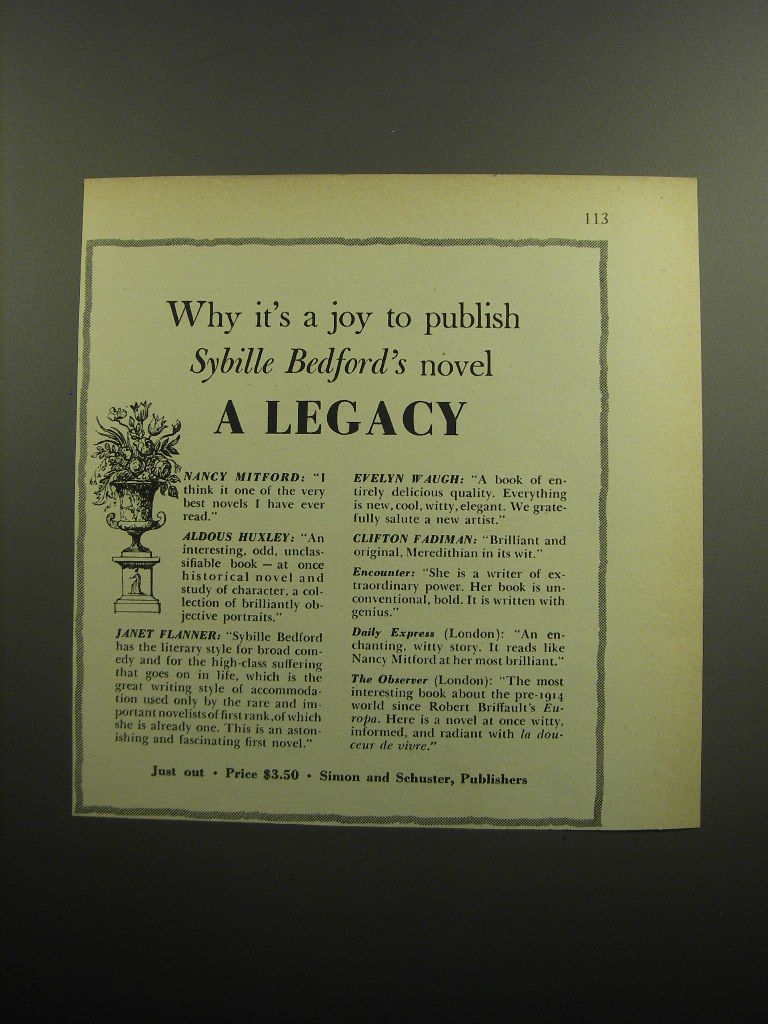 113
Why it's a joy to publish
Sybille Bedford's novel
A LEGACY
NANCY MITFORD: "I
think it one of the very
best novels I have ever
read."
ALDOUS HUXLEY: "An
interesting, odd, unclas-
sifiable book — at once
historical novel and
study of character, a col-
lection of brilliantly ob-
jective portraits."
JANET FLANNER: "Sybille Bedford
has the literary style for broad com-
edy and for the high-class suffering
that goes on in life, which is the
great writing style of accommoda-
tion used only by the rare and im-
portant novelists of first rank, of which
she is already one. This is an aston-
ishing and fascinating first novel."
EVELYN WAUGH: "A book of en-
tirely delicious quality. Everything
is new, cool, witty, elegant. We grate-
fully salute a new artist."
CLIFTON FADIMAN: "Brilliant and
original, Meredithian in its wit."
Encounter: "She is a writer of ex-
traordinary power. Her book is un-
conventional, bold. It is written with
genius."
Daily Express (London): "An en-
chanting, witty story. It reads like
Nancy Mitford at her most brilliant."
The Observer (London): "The most
interesting book about the pre-1914
world since Robert Briffault's Eu-
ropa. Here is a novel at once witty,
informed, and radiant with la dou-
ceur de vivre."
Just out • Price $3.50 • Simon and Schuster, Publishers